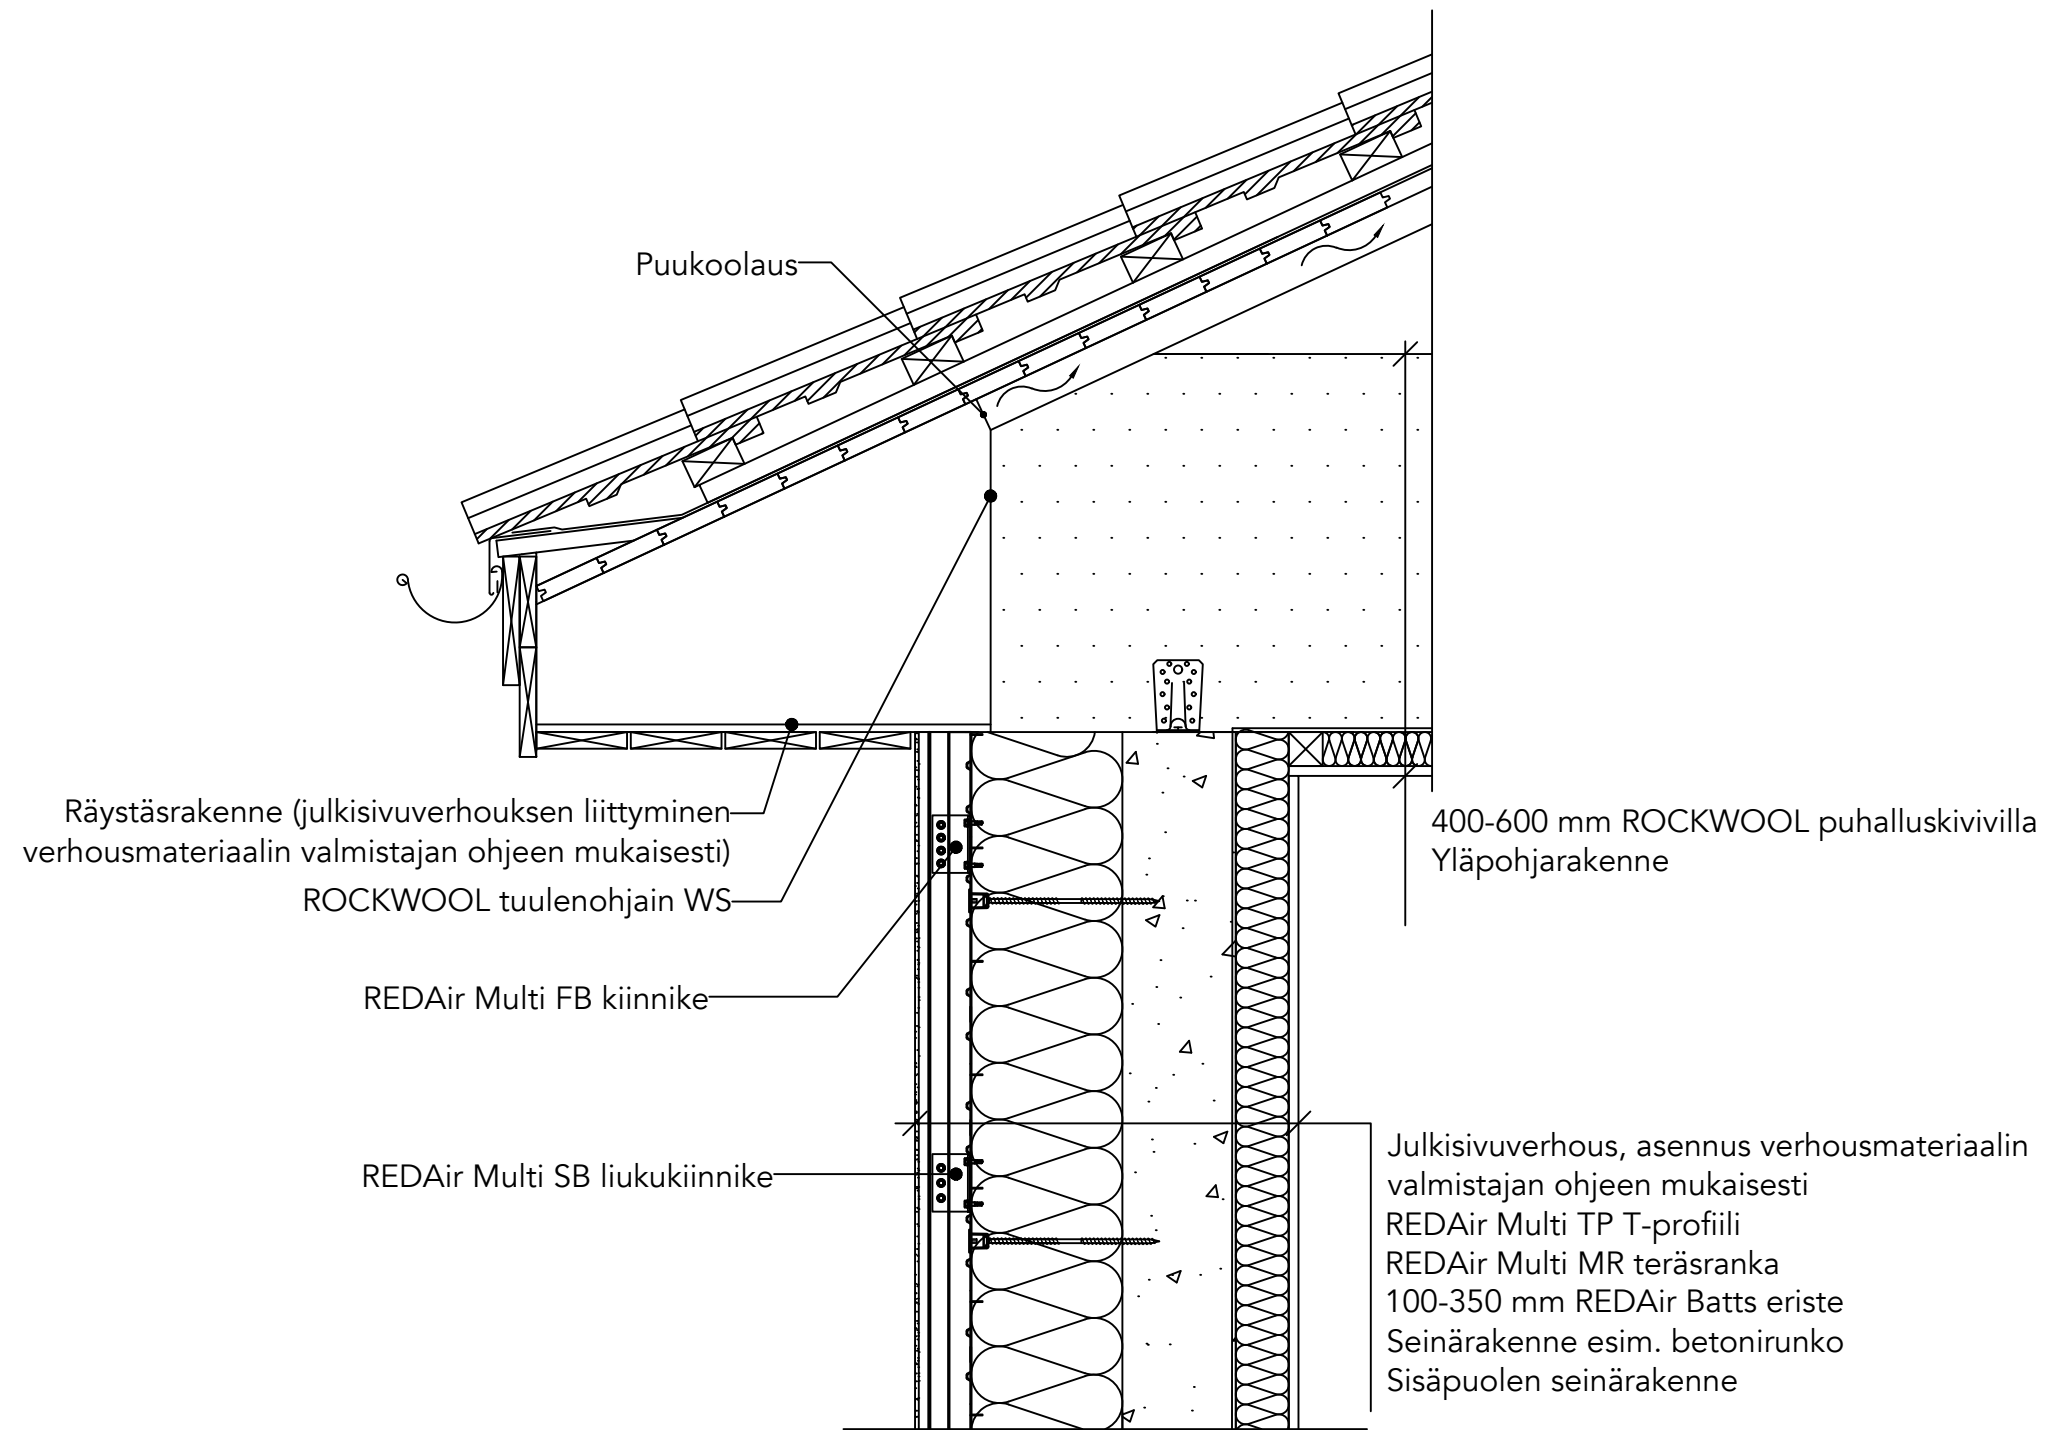 Puukoolaus
Räystäsrakenne (julkisivuverhouksen liittyminen
verhousmateriaalin valmistajan ohjeen mukaisesti)
ROCKWOOL tuulenohjain WS
REDAir Multi FB kiinnike
REDAir Multi SB liukukiinnike
400-600 mm ROCKWOOL puhalluskivivilla
Yläpohjarakenne
Julkisivuverhous, asennus verhousmateriaalin
valmistajan ohjeen mukaisesti
REDAir Multi TP T-profiili
REDAir Multi MR teräsranka
100-350 mm REDAir Batts eriste
Seinärakenne esim. betonirunko
Sisäpuolen seinärakenne